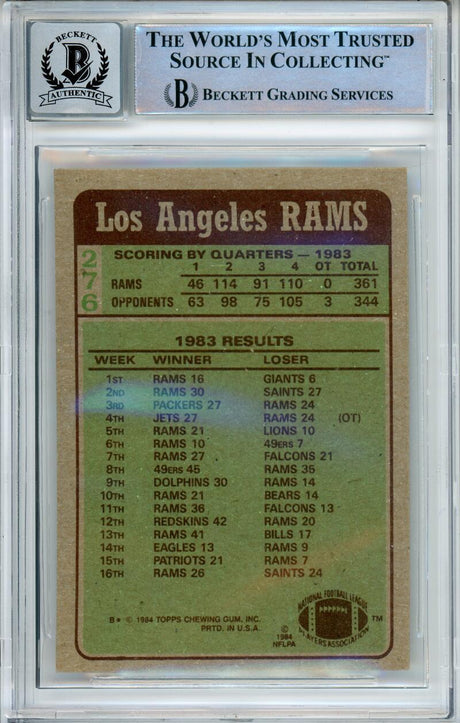 BECKETT
B
AUTHENTIC
THE WORLD'S MOST TRUSTED
SOURCE IN COLLECTING™
B BECKETT GRADING SERVICES
Los Angeles RAMS
276
SCORING BY QUARTERS — 1983
1 2 3 4 OT TOTAL
RAMS 46 114 91 110 0 361
OPPONENTS 63 98 75 105 3 344
1983 RESULTS
WEEK WINNER LOSER
1ST RAMS 16 GIANTS 6
2ND RAMS 30 SAINTS 27
3RD PACKERS 27 RAMS 24
4TH JETS 27 RAMS 24 (OT)
5TH RAMS 21 LIONS 10
6TH RAMS 10 49ERS 7
7TH RAMS 27 FALCONS 21
8TH 49ERS 45 RAMS 35
9TH DOLPHINS 30 RAMS 14
10TH RAMS 21 BEARS 14
11TH RAMS 36 FALCONS 13
12TH REDSKINS 42 RAMS 20
13TH RAMS 41 BILLS 17
14TH EAGLES 13 RAMS 9
15TH PATRIOTS 21 RAMS 7
16TH RAMS 26 SAINTS 24
B* © 1984 TOPPS CHEWING GUM, INC.
PRTD. IN U.S.A.
© 1984 NFLPA
NATIONAL FOOTBALL LEAGUE
PLAYERS ASSOCIATION
™